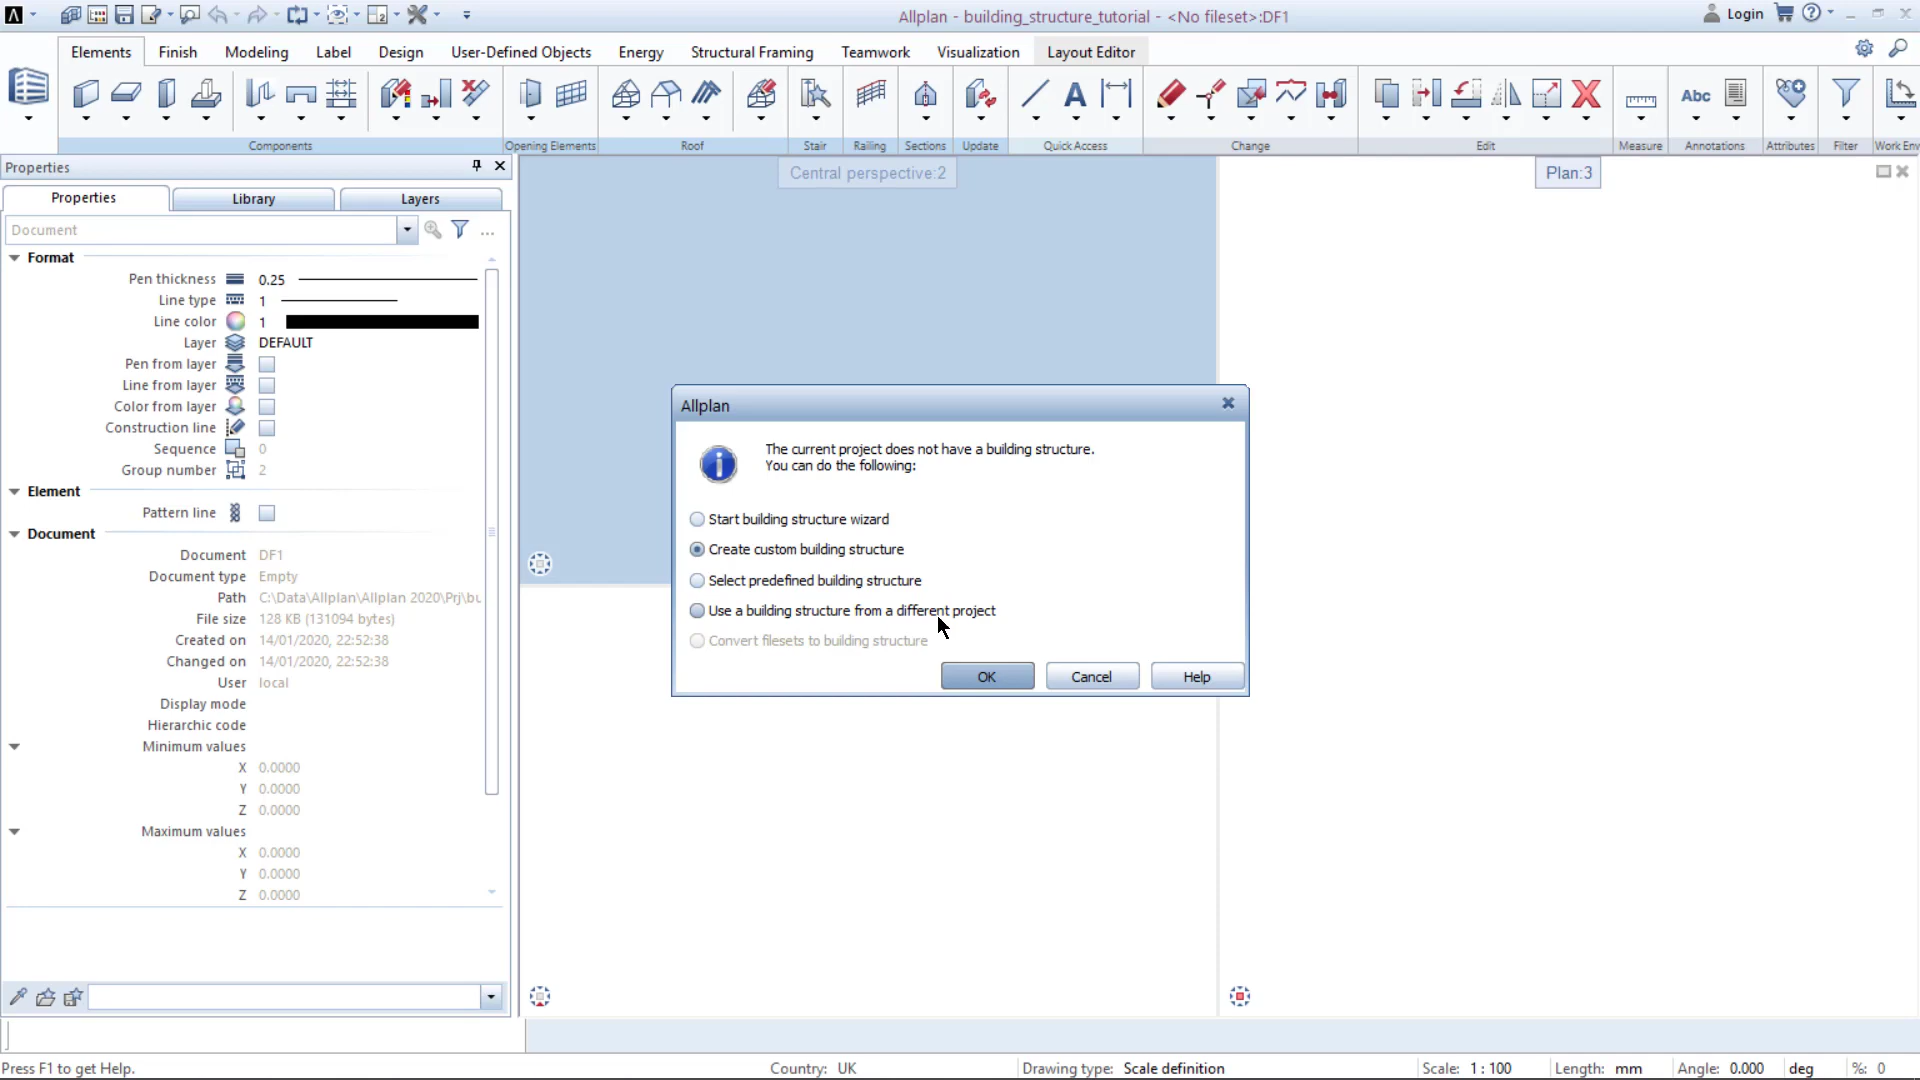 Allplan - building_structure_tutorial - <No fileset>:DF1
Login
Elements
Finish
Modeling
Label
Design
User-Defined Objects
Energy
Structural Framing
Teamwork
Visualization
Layout Editor
Abc
Components
Opening Elements
Roof
Stair
Railing
Sections
Update
Quick Access
Change
Edit
Measure
Annotations
Attributes
Filter
Work Env
Properties
Properties
Library
Layers
Document
Format
Pen thickness 0.25
Line type 1
Line color 1
Layer DEFAULT
Pen from layer
Line from layer
Color from layer
Construction line
Sequence 0
Group number 2
Element
Pattern line
Document
Document DF1
Document type Empty
Path C:\Data\Allplan\Allplan 2020\Prj\bu
File size 128 KB (131094 bytes)
Created on 14/01/2020, 22:52:38
Changed on 14/01/2020, 22:52:38
User local
Display mode
Hierarchic code
Minimum values
X 0.0000
Y 0.0000
Z 0.0000
Maximum values
X 0.0000
Y 0.0000
Z 0.0000
Central perspective:2
Plan:3
Allplan
The current project does not have a building structure.
You can do the following:
Start building structure wizard
Create custom building structure
Select predefined building structure
Use a building structure from a different project
Convert filesets to building structure
OK
Cancel
Help
Press F1 to get Help.
Country: UK
Drawing type: Scale definition
Scale: 1 : 100
Length: mm
Angle: 0.000 deg
%: 0